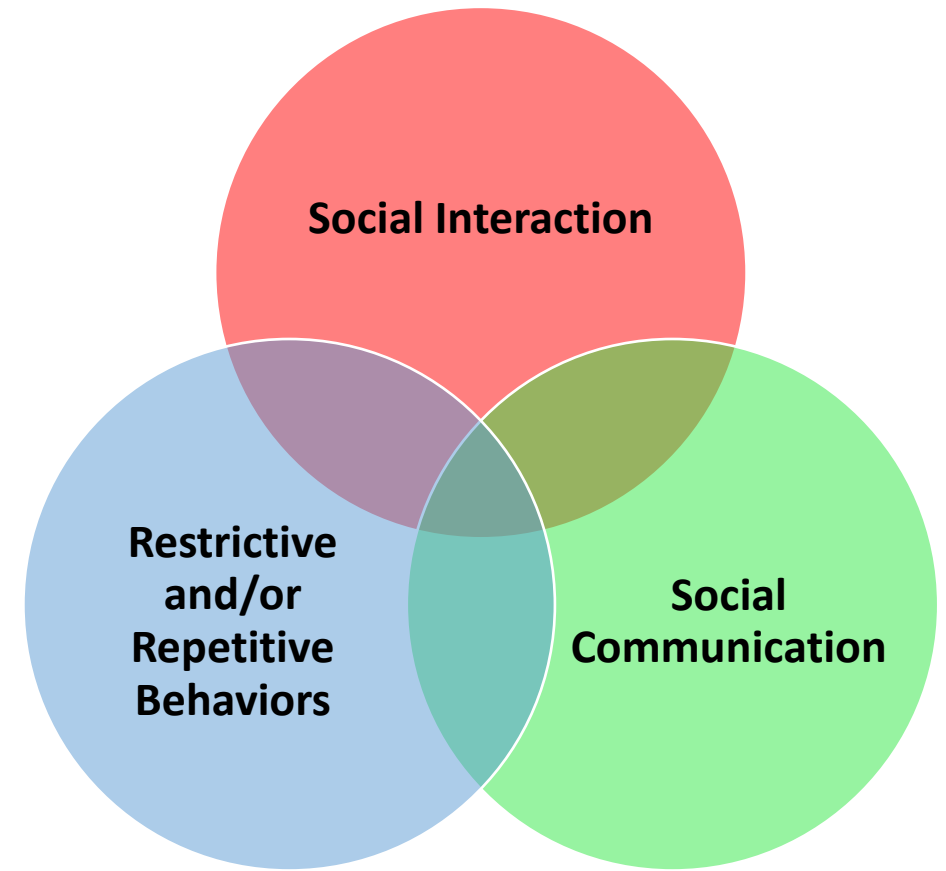 Social Interaction
Restrictive
and/or
Repetitive
Behaviors
Social
Communication